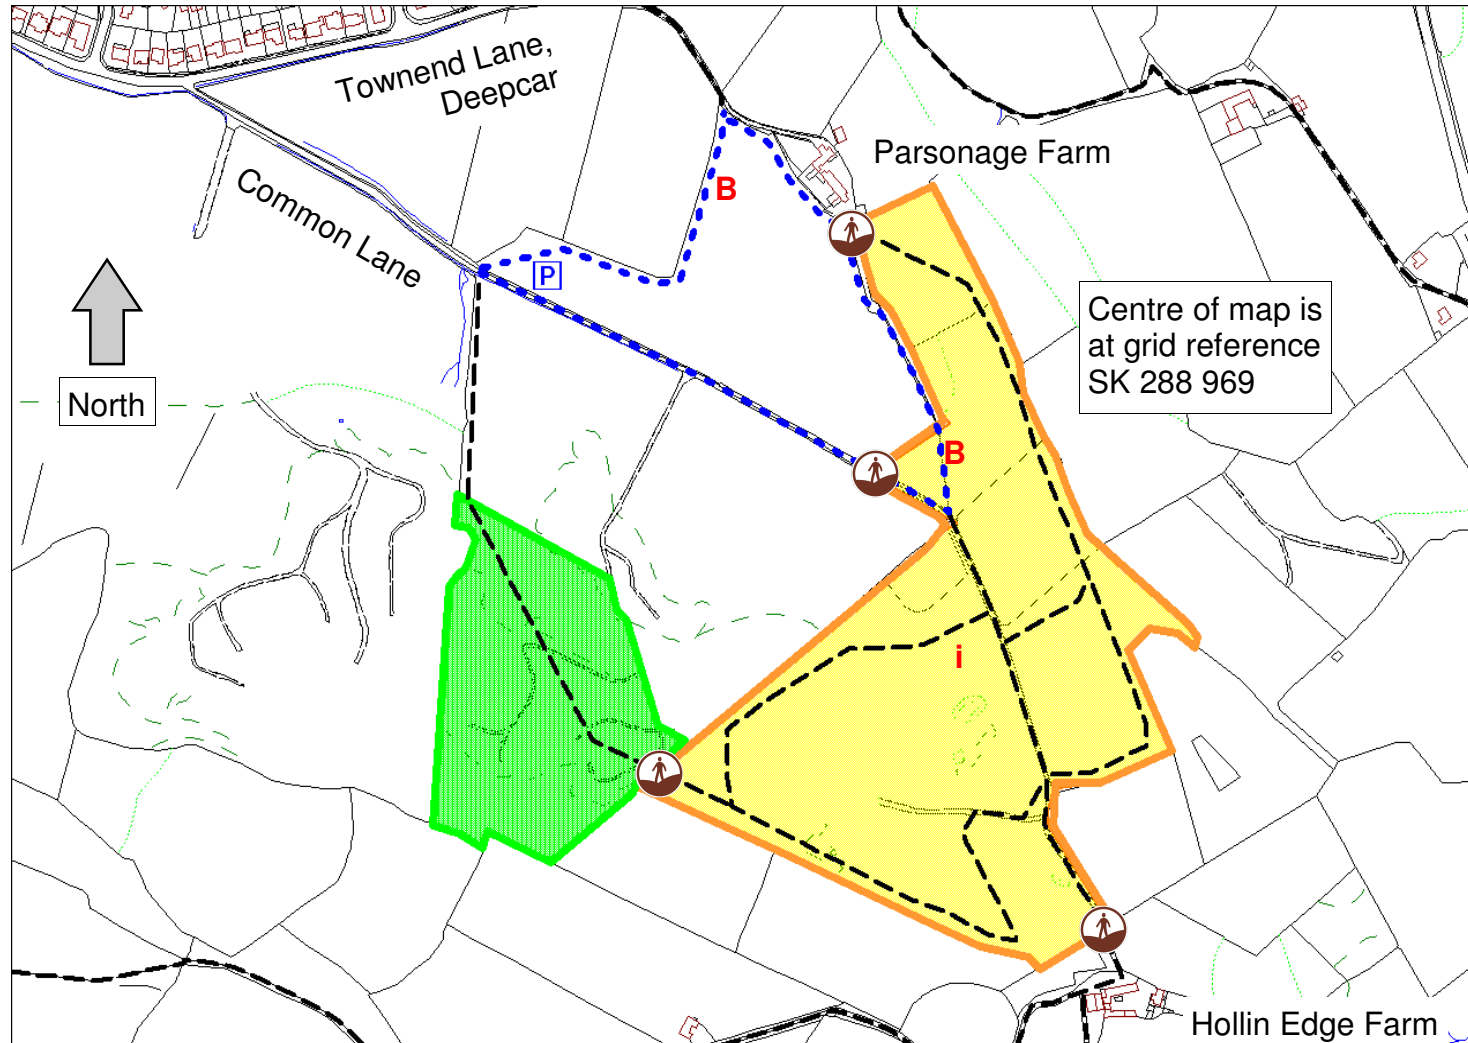 Townend Lane,
Deepcar
Parsonage Farm
B
Common Lane
P
Centre of map is
at grid reference
SK 288 969
North
B
i
Hollin Edge Farm